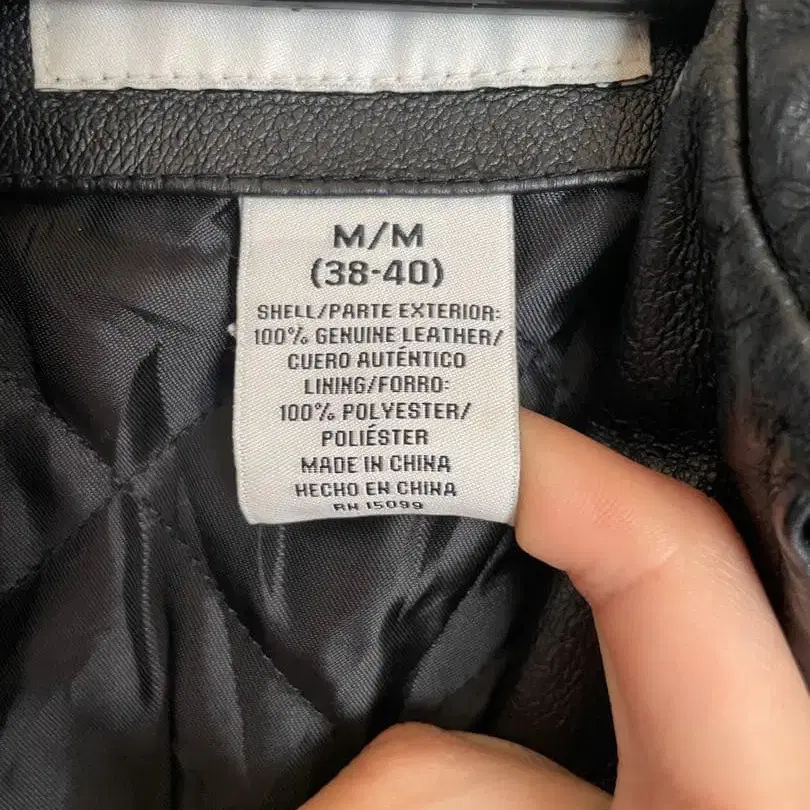 M/M
(38-40)
SHELL/PARTE EXTERIOR:
100% GENUINE LEATHER/
CUERO AUTÉNTICO
LINING/FORRO:
100% POLYESTER/
POLIÉSTER
MADE IN CHINA
HECHO EN CHINA
RN 15099